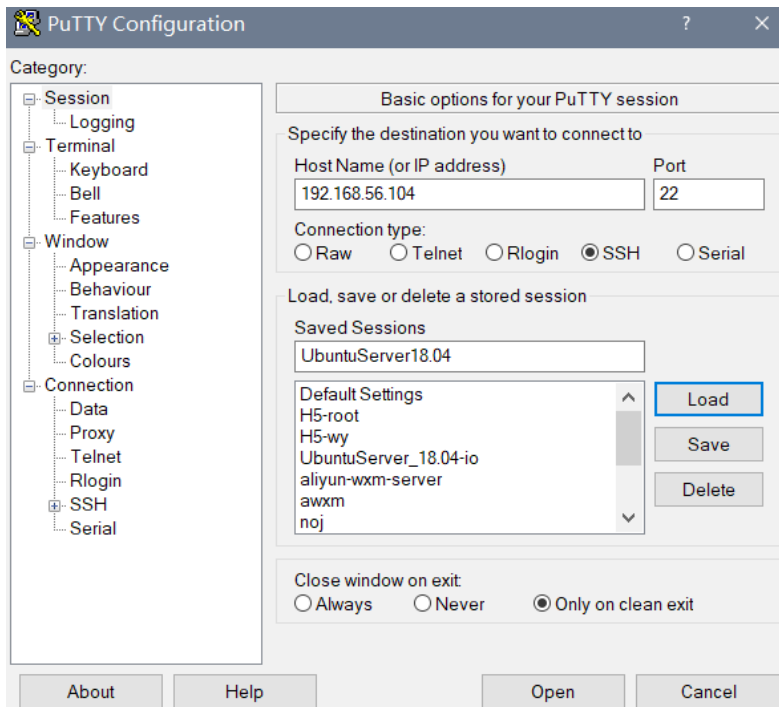 PuTTY Configuration ? ×
Category:
Session
Logging
Terminal
Keyboard
Bell
Features
Window
Appearance
Behaviour
Translation
Selection
Colours
Connection
Data
Proxy
Telnet
Rlogin
SSH
Serial
Basic options for your PuTTY session
Specify the destination you want to connect to
Host Name (or IP address) Port
192.168.56.104 22
Connection type:
Raw Telnet Rlogin SSH Serial
Load, save or delete a stored session
Saved Sessions
UbuntuServer18.04
Default Settings
H5-root
H5-wy
UbuntuServer_18.04-io
aliyun-wxm-server
awxm
noj
Load
Save
Delete
Close window on exit:
Always Never Only on clean exit
About Help Open Cancel